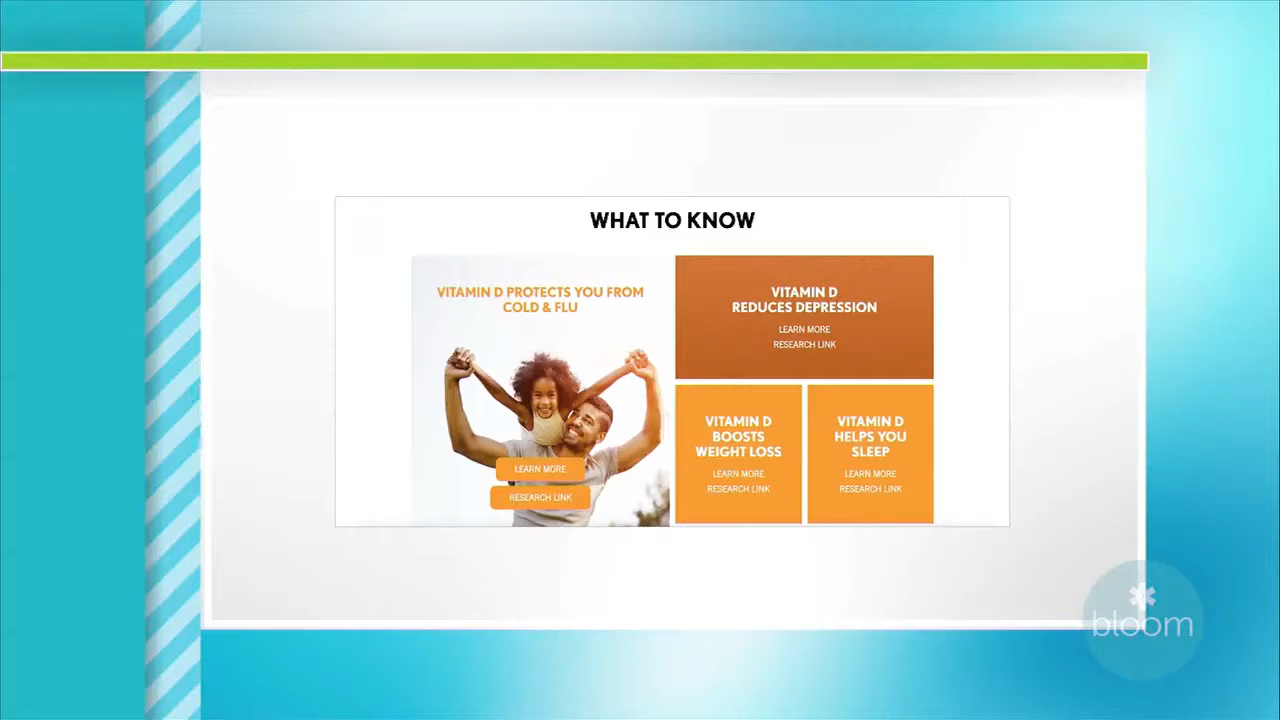 WHAT TO KNOW
VITAMIN D PROTECTS YOU FROM
COLD & FLU
LEARN MORE
RESEARCH LINK
VITAMIN D
REDUCES DEPRESSION
LEARN MORE
RESEARCH LINK
VITAMIN D
BOOSTS
WEIGHT LOSS
LEARN MORE
RESEARCH LINK
VITAMIN D
HELPS YOU
SLEEP
LEARN MORE
RESEARCH LINK
bloom